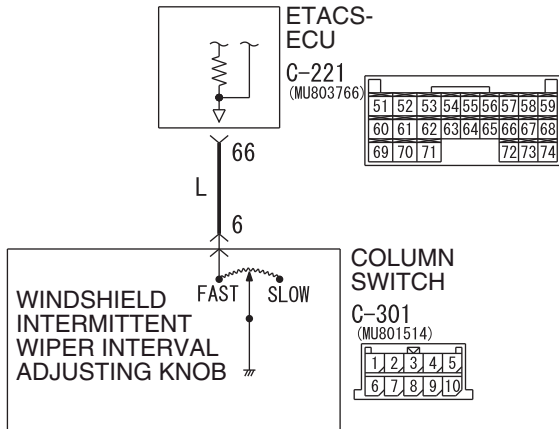 ETACS-
ECU
C-221
(MU803766)
51 52 53 54 55 56 57 58 59
60 61 62 63 64 65 66 67 68
69 70 71 72 73 74
66
L
6
COLUMN
SWITCH
FAST SLOW
WINDSHIELD
INTERMITTENT
WIPER INTERVAL
ADJUSTING KNOB
C-301
(MU801514)
1 2 3 4 5
6 7 8 9 10